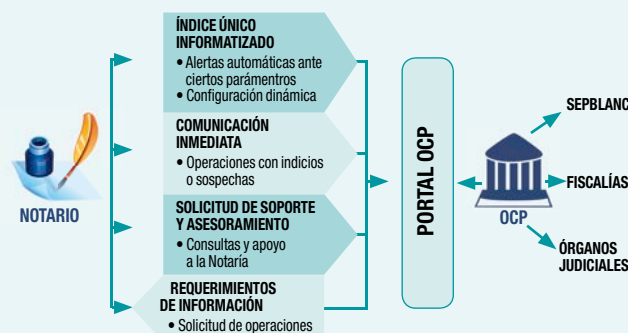 ÍNDICE ÚNICO
INFORMATIZADO
• Alertas automáticas ante
ciertos parámentros
• Configuración dinámica
COMUNICACIÓN
INMEDIATA
• Operaciones con indicios
o sospechas
SOLICITUD DE SOPORTE
Y ASESORAMIENTO
• Consultas y apoyo
a la Notaría
REQUERIMIENTOS
DE INFORMACIÓN
• Solicitud de operaciones
NOTARIO
PORTAL OCP
OCP
SEPBLANC
FISCALÍAS
ÓRGANOS
JUDICIALES